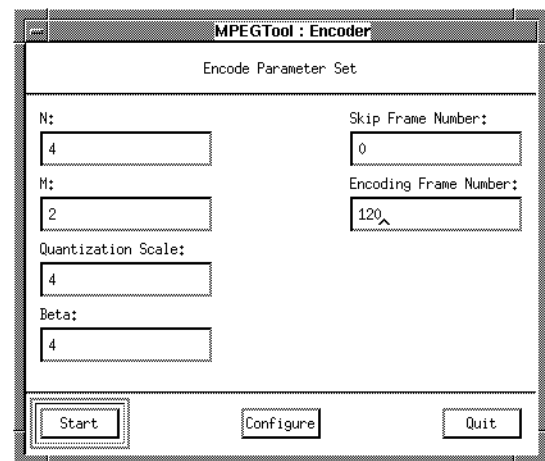 MPEGTool : Encoder
Encode Parameter Set
N:
4
M:
2
Quantization Scale:
4
Beta:
4
Skip Frame Number:
0
Encoding Frame Number:
120
Start
Configure
Quit